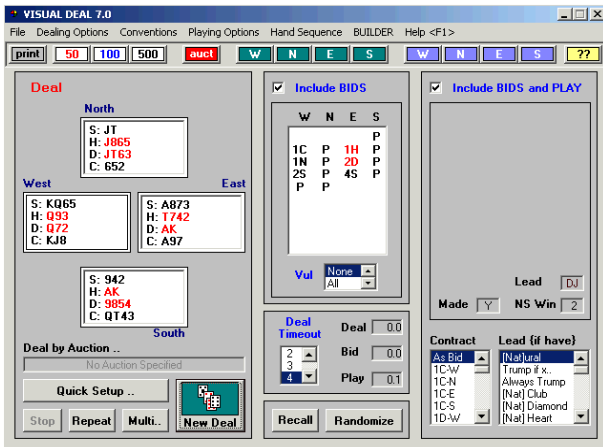 VISUAL DEAL 7.0
File Dealing Options Conventions Playing Options Hand Sequence BUILDER Help <F1>
print 50 100 500 auct W N E S W N E S ??
Deal
North
S: JT
H: J865
D: JT63
C: 652
West East
S: KQ65
H: Q93
D: Q72
C: KJ8
S: A873
H: T742
D: AK
C: A97
S: 942
H: AK
D: 9854
C: QT43
South
Deal by Auction ..
No Auction Specified
Quick Setup ..
Stop Repeat Multi.. New Deal
Include BIDS
W N E S
P
1C P 1H P
1N P 2D P
2S P 4S P
P P
Vul None
All
Deal Timeout
2
3
4
Deal 0.0
Bid 0.0
Play 0.1
Recall Randomize
Include BIDS and PLAY
Lead DJ
Made Y NS Win 2
Contract
As Bid
1C-W
1C-N
1C-E
1C-S
1D-W
Lead {if have}
[Nat]ural
Trump if x..
Always Trump
[Nat] Club
[Nat] Diamond
[Nat] Heart